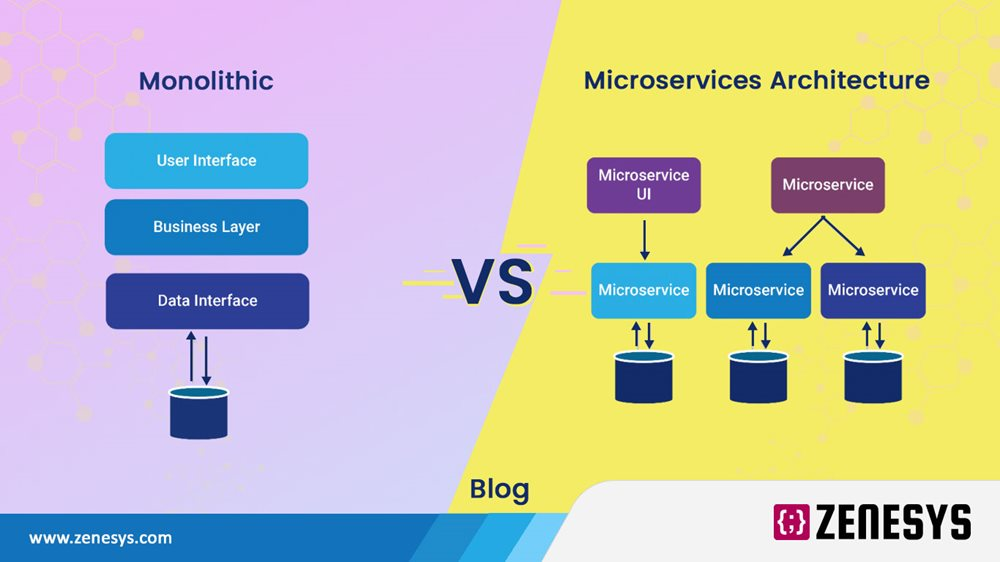 Monolithic
User Interface
Business Layer
Data Interface
VS
Microservices Architecture
Microservice
UI
Microservice
Microservice
Microservice
Microservice
Blog
www.zenesys.com
{;} ZENESYS